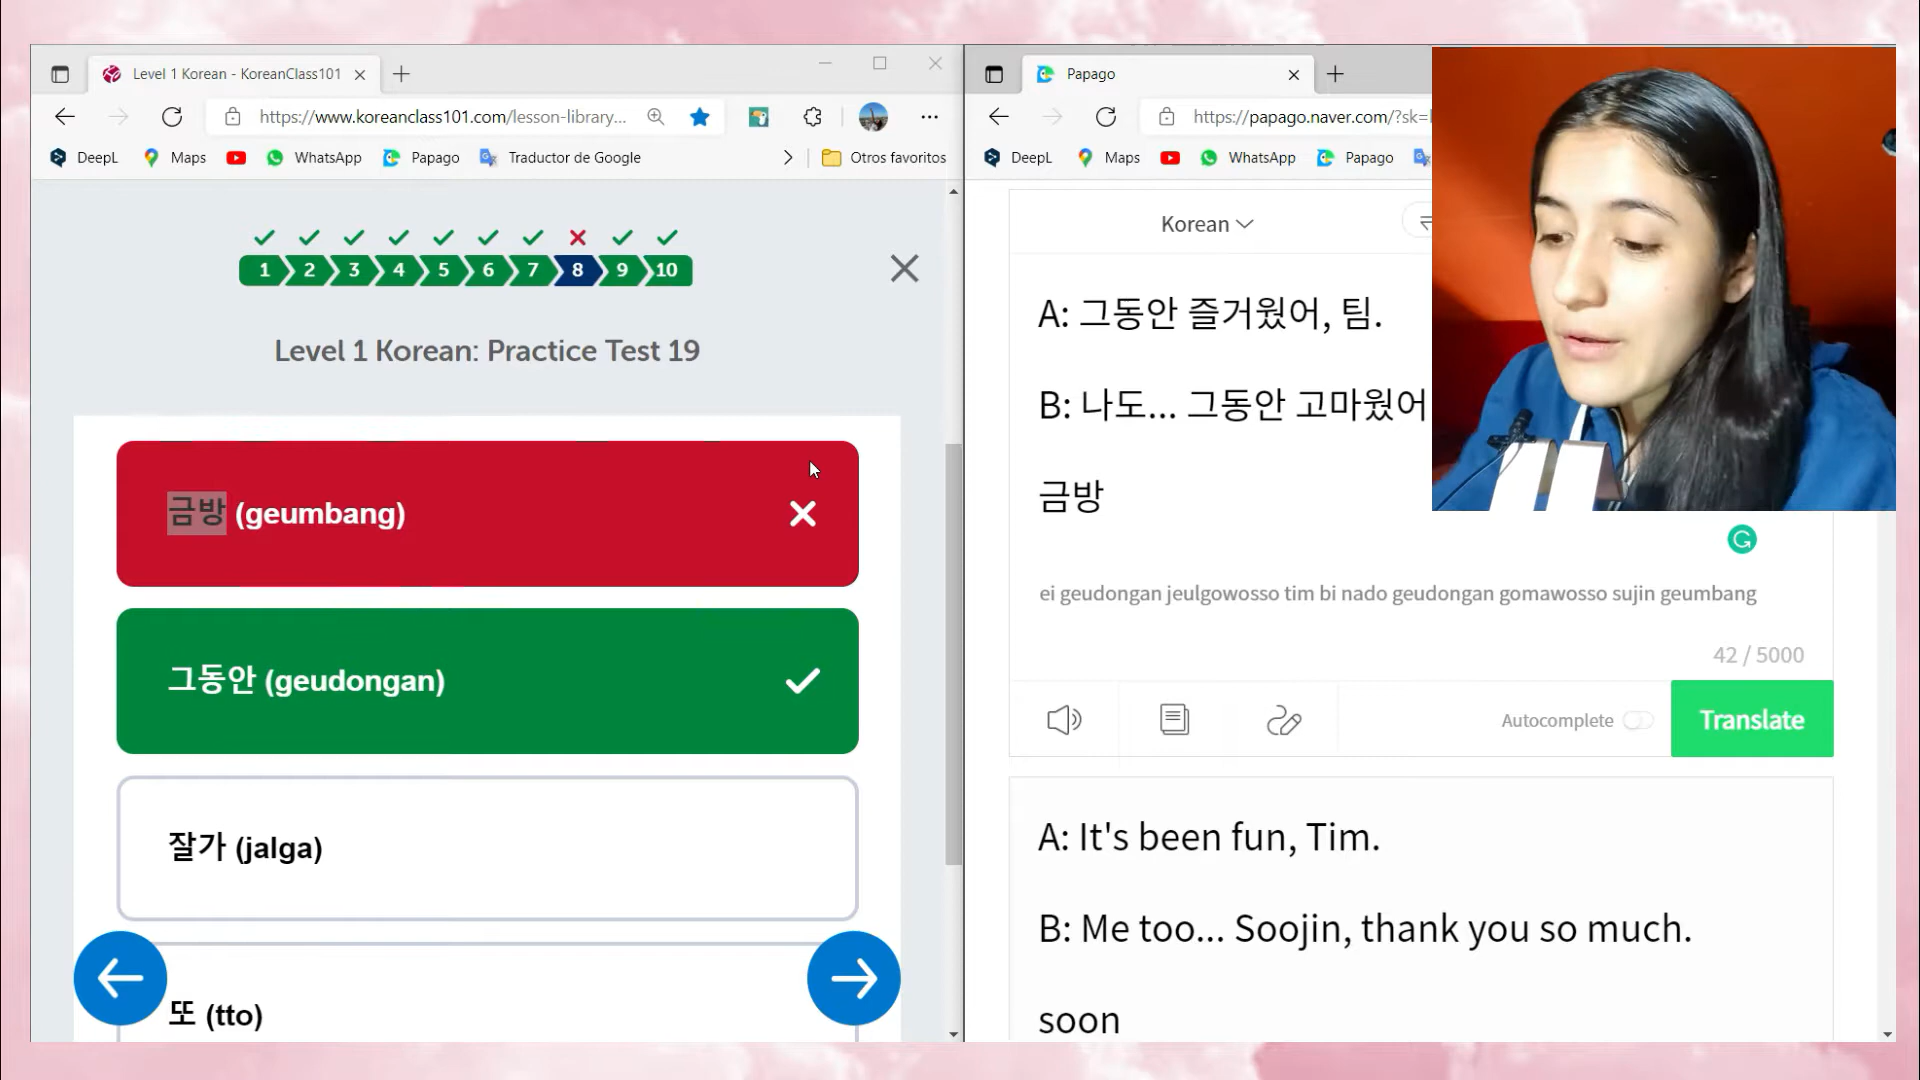 Level 1 Korean - KoreanClass101
https://www.koreanclass101.com/lesson-library...
DeepL
Maps
WhatsApp
Papago
Traductor de Google
Otros favoritos
1 2 3 4 5 6 7 8 9 10
Level 1 Korean: Practice Test 19
금방 (geumbang)
그동안 (geudongan)
잘가 (jalga)
또 (tto)
Papago
https://papago.naver.com/?sk=
DeepL
Maps
WhatsApp
Papago
Korean
A: 그동안 즐거웠어, 팀.
B: 나도... 그동안 고마웠어
금방
ei geudongan jeulgowosso tim bi nado geudongan gomawosso sujin geumbang
42 / 5000
Autocomplete
Translate
A: It's been fun, Tim.
B: Me too... Soojin, thank you so much.
soon